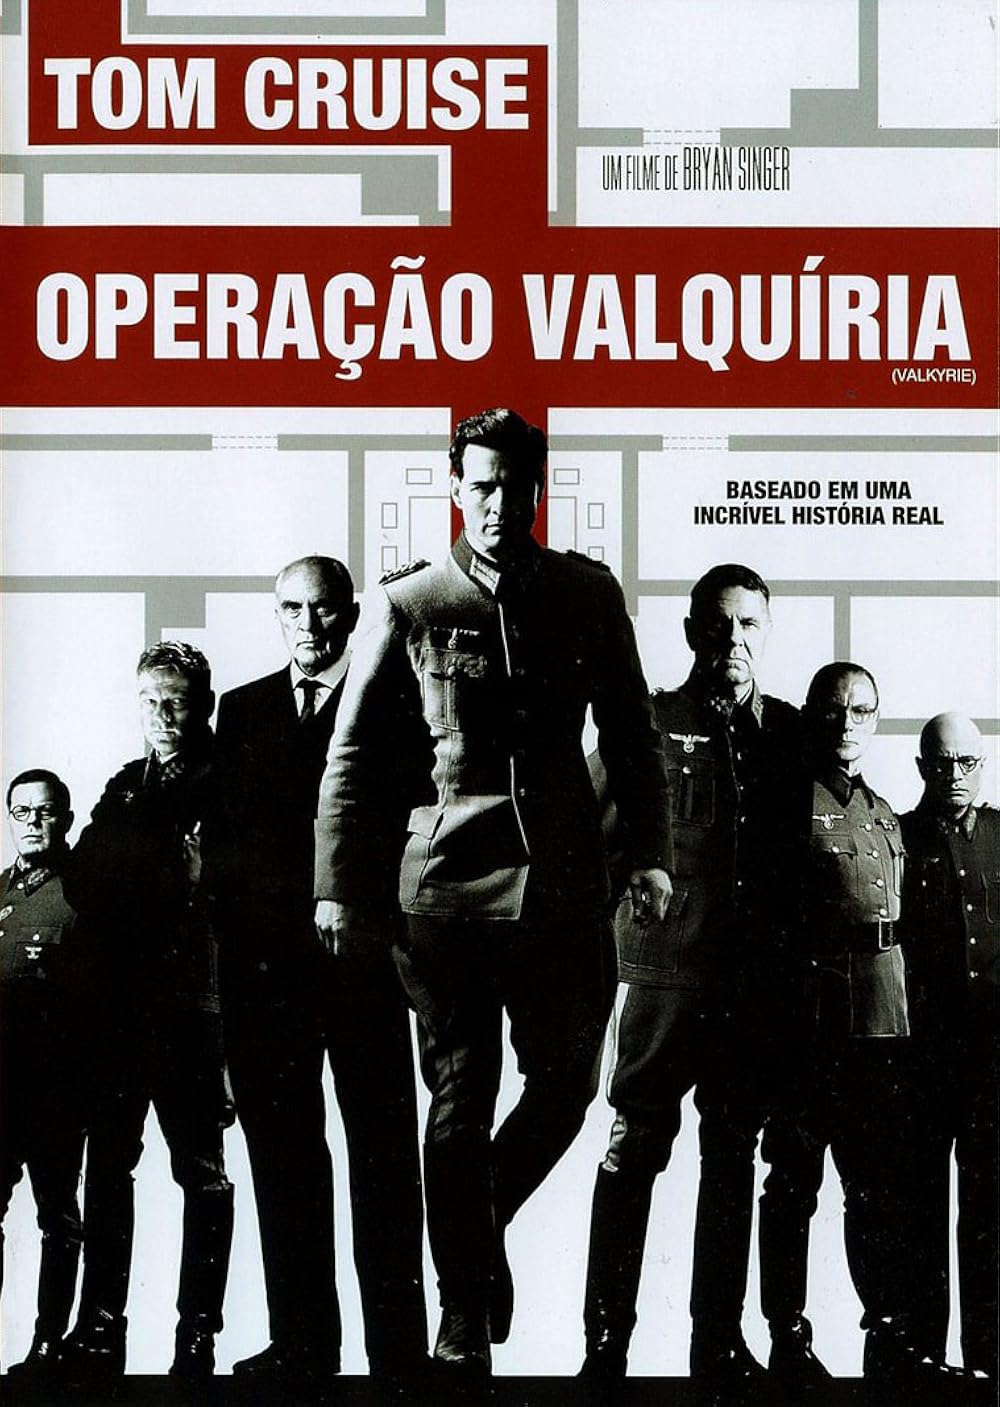 TOM CRUISE
UM FILME DE BRYAN SINGER
OPERAÇÃO VALQUÍRIA
(VALKYRIE)
BASEADO EM UMA
INCRÍVEL HISTÓRIA REAL